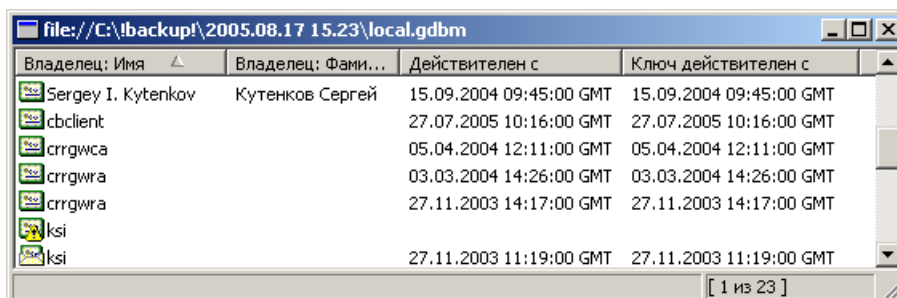 file://C:\!backup!\2005.08.17 15.23\local.gdbm
Владелец: Имя Владелец: Фами... Действителен с Ключ действителен с
Sergey I. Kytenkov Кутенков Сергей 15.09.2004 09:45:00 GMT 15.09.2004 09:45:00 GMT
cbclient 27.07.2005 10:16:00 GMT 27.07.2005 10:16:00 GMT
crrgwca 05.04.2004 12:11:00 GMT 05.04.2004 12:11:00 GMT
crrgwra 03.03.2004 14:26:00 GMT 03.03.2004 14:26:00 GMT
crrgwra 27.11.2003 14:17:00 GMT 27.11.2003 14:17:00 GMT
ksi
ksi 27.11.2003 11:19:00 GMT 27.11.2003 11:19:00 GMT
[ 1 из 23 ]